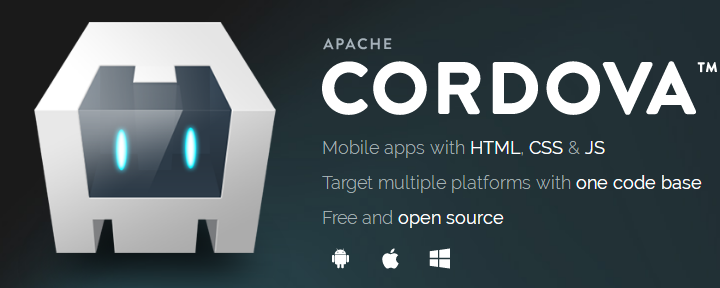 APACHE
CORDOVA™
Mobile apps with HTML, CSS & JS
Target multiple platforms with one code base
Free and open source